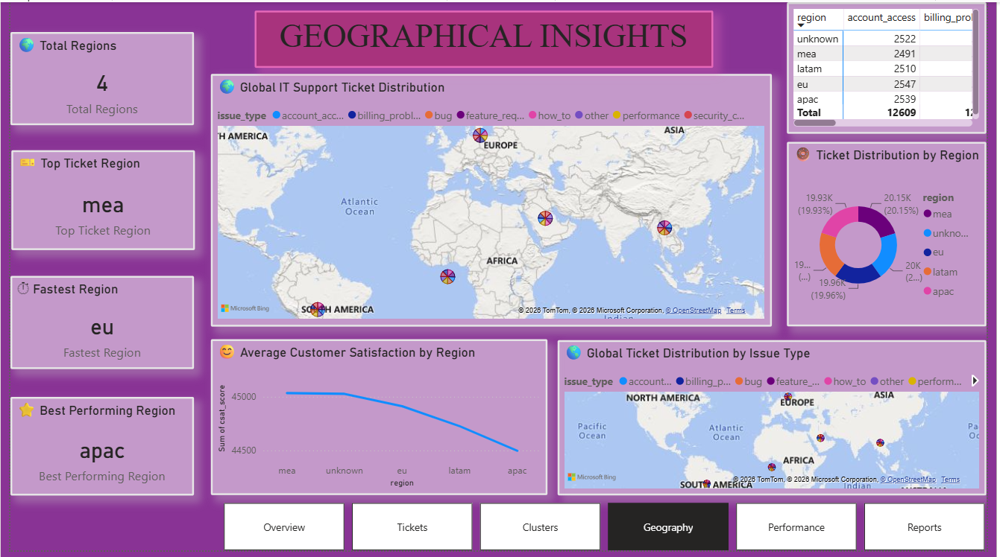 GEOGRAPHICAL INSIGHTS
Total Regions
4
Total Regions
Top Ticket Region
mea
Top Ticket Region
Fastest Region
eu
Fastest Region
Best Performing Region
apac
Best Performing Region
Global IT Support Ticket Distribution
issue_type account_acc... billing_probl... bug feature_req... how_to other performance security_c...
H AMERICA
EUROPE
ASIA
Atlantic
Ocean
AFRICA
SOUTH AMERICA
Microsoft Bing
© 2026 TomTom, © 2026 Microsoft Corporation, © OpenStreetMap Terms
Indian
region account_access billing_prol
unknown 2522
mea 2491
latam 2510
eu 2547
apac 2539
Total 12609 12
Ticket Distribution by Region
19.93K
(19.93%)
20.15K
(20.15%)
19...
(...)
19.96K
(19.96%)
20K
(2...)
region
mea
unkno...
eu
latam
apac
Average Customer Satisfaction by Region
Sum of csat_score
45000
44500
mea unknown eu latam apac
region
Global Ticket Distribution by Issue Type
issue_type account... billing_p... bug feature_... how_to other perform...
NORTH AMERICA
EUROPE
ASIA
Pacific
Ocean
Atlantic
Ocean
Pa
Oc
AFRICA
SOUTH AMERICA
Microsoft Bing
© 2026 TomTom, © 2026 Microsoft Corporation, © OpenStreetMap Terms
Indian
Overview
Tickets
Clusters
Geography
Performance
Reports